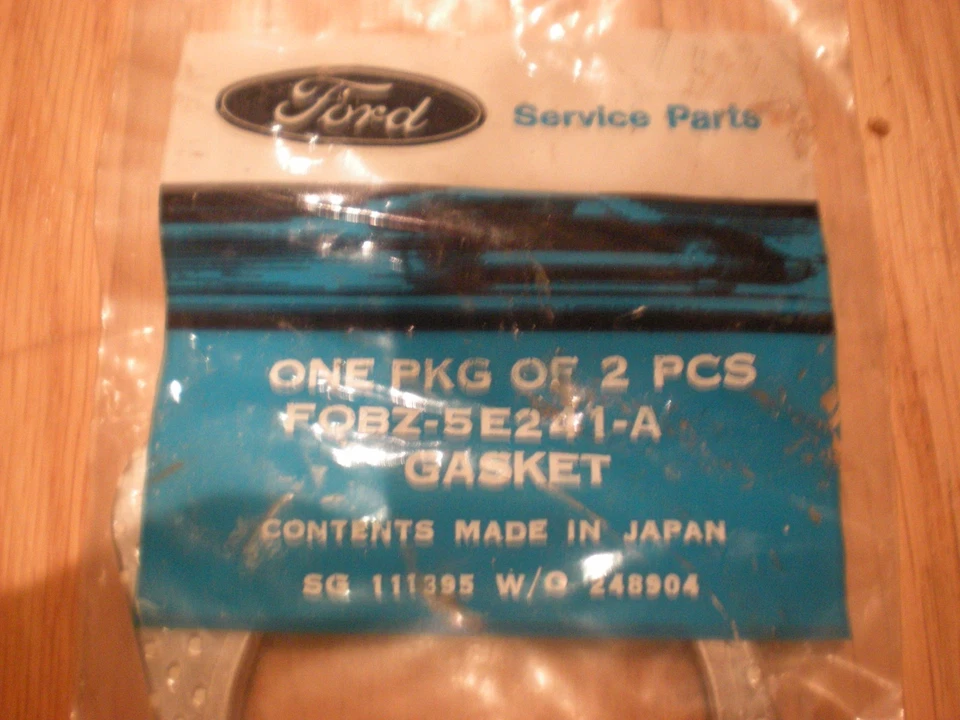 Ford Service Parts
ONE PKG OF 2 PCS
FOBZ-5E241-A
GASKET
CONTENTS MADE IN JAPAN
SG 111395 W/O 248904